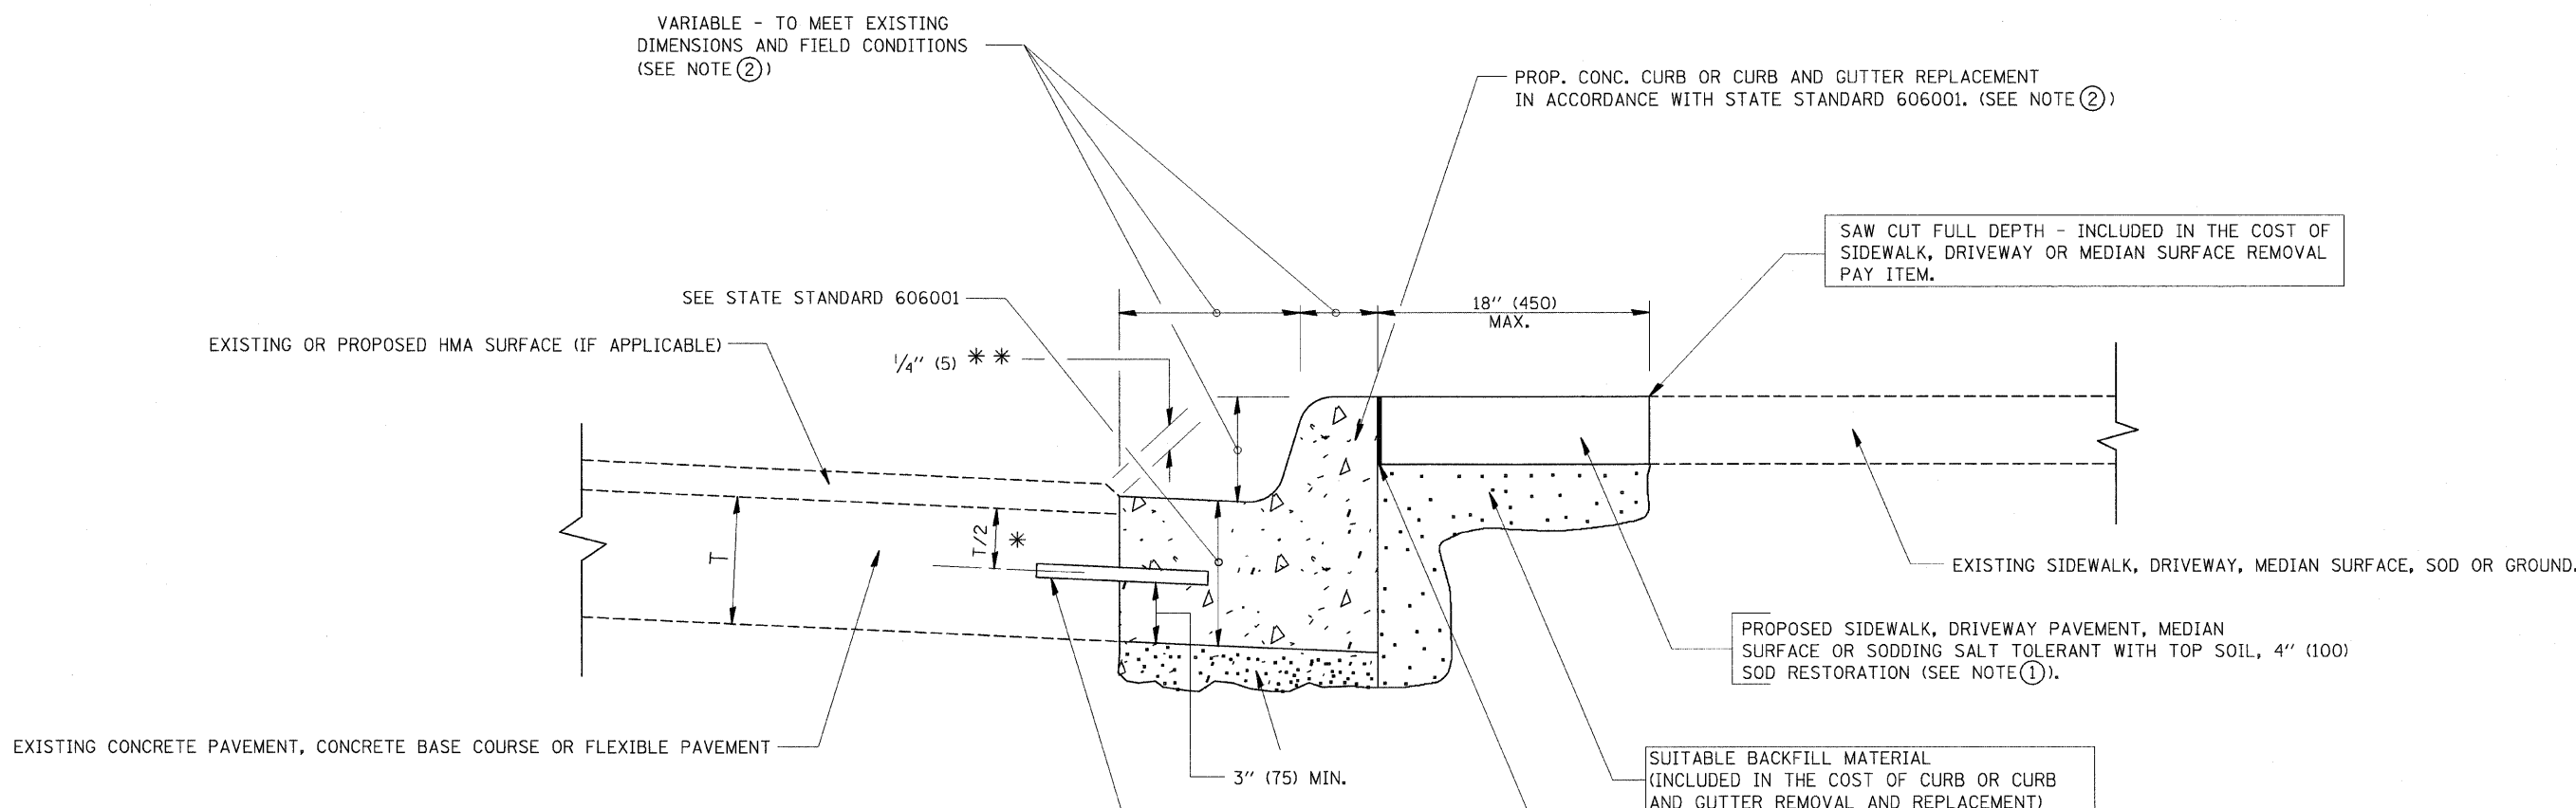 VARIABLE - TO MEET EXISTING
DIMENSIONS AND FIELD CONDITIONS
(SEE NOTE ②)
PROP. CONC. CURB OR CURB AND GUTTER REPLACEMENT
IN ACCORDANCE WITH STATE STANDARD 606001. (SEE NOTE ②)
SAW CUT FULL DEPTH - INCLUDED IN THE COST OF
SIDEWALK, DRIVEWAY OR MEDIAN SURFACE REMOVAL
PAY ITEM.
SEE STATE STANDARD 606001
18" (450)
MAX.
EXISTING OR PROPOSED HMA SURFACE (IF APPLICABLE)
1/4" (5) * *
T
T/2 *
EXISTING SIDEWALK, DRIVEWAY, MEDIAN SURFACE, SOD OR GROUND.
PROPOSED SIDEWALK, DRIVEWAY PAVEMENT, MEDIAN
SURFACE OR SODDING SALT TOLERANT WITH TOP SOIL, 4" (100)
SOD RESTORATION (SEE NOTE ①).
EXISTING CONCRETE PAVEMENT, CONCRETE BASE COURSE OR FLEXIBLE PAVEMENT
3" (75) MIN.
SUITABLE BACKFILL MATERIAL
(INCLUDED IN THE COST OF CURB OR CURB
AND GUTTER REMOVAL AND REPLACEMENT)